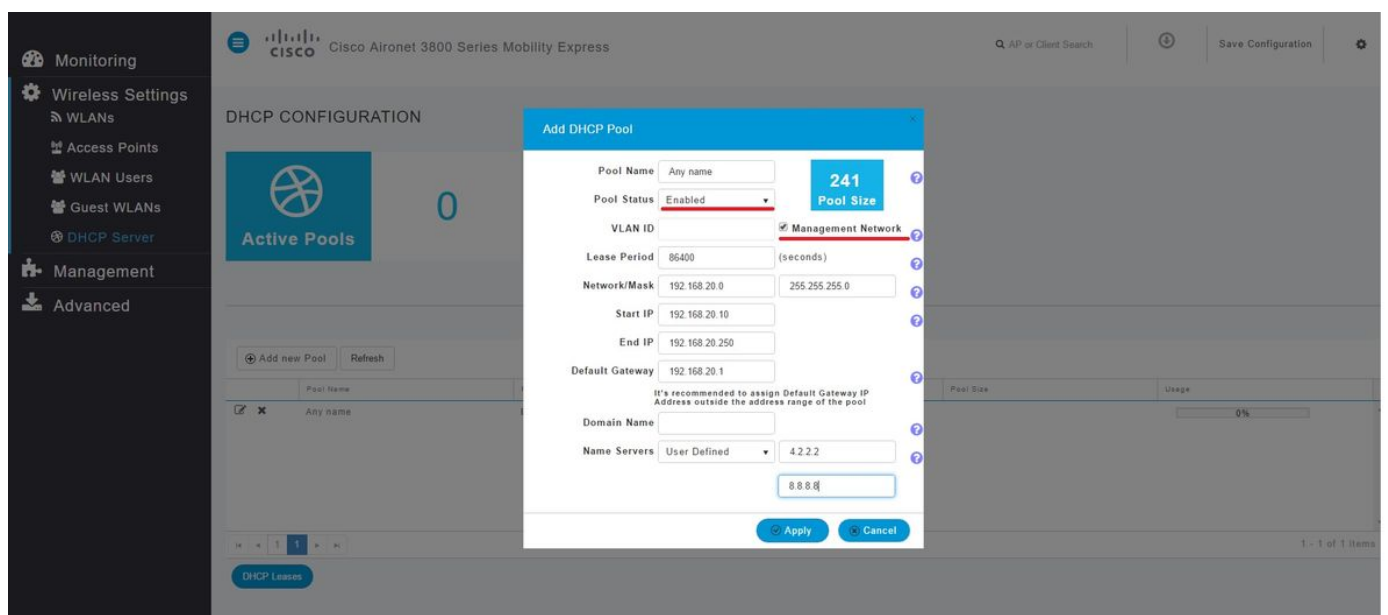 Monitoring
Wireless Settings
WLANs
Access Points
WLAN Users
Guest WLANs
DHCP Server
Management
Advanced
CISCO Cisco Aironet 3800 Series Mobility Express
AP or Client Search
Save Configuration
DHCP CONFIGURATION
Active Pools
0
Add new Pool
Refresh
Pool Name
Pool Size
Usage
Any name
0%
1
1
1 - 1 of 1 items
DHCP Leases
Add DHCP Pool
Pool Name Any name
241
Pool Size
Pool Status Enabled
VLAN ID
Management Network
Lease Period 86400 (seconds)
Network/Mask 192.168.20.0 255.255.255.0
Start IP 192.168.20.10
End IP 192.168.20.250
Default Gateway 192.168.20.1
It's recommended to assign Default Gateway IP
Address outside the address range of the pool
Domain Name
Name Servers User Defined 4.2.2.2
8.8.8.8
Apply
Cancel